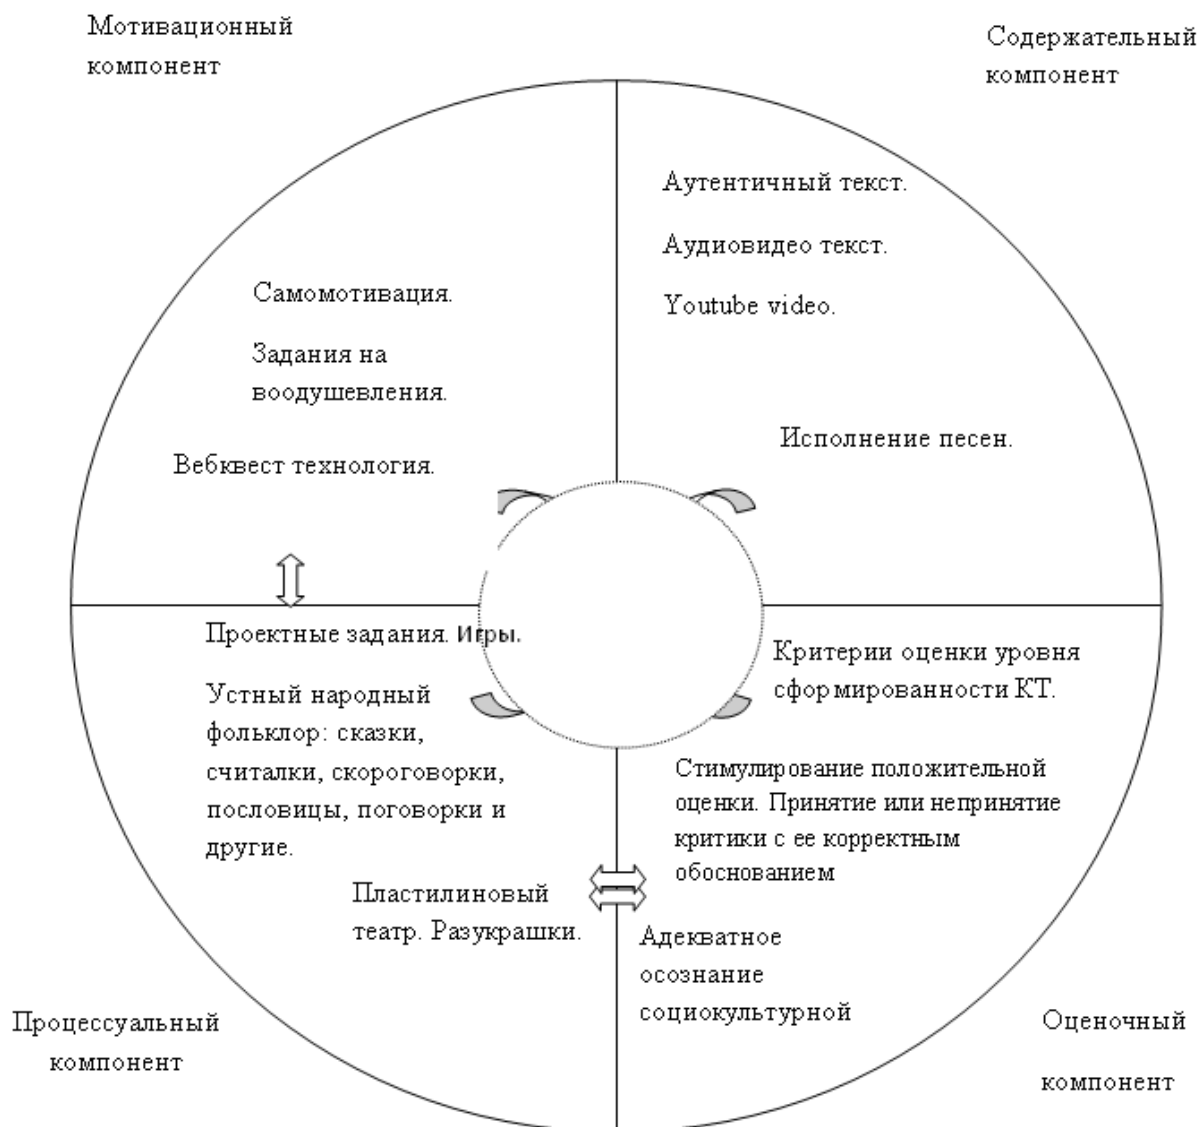 Мотивационный
компонент
Содержательный
компонент
Самомотивация.
Задания на
воодушевления.
Вебквест технология.
Аутентичный текст.
Аудиовидео текст.
Youtube video.
Исполнение песен.
Проектные задания. Игры.
Устный народный
фольклор: сказки,
считалки, скороговорки,
пословицы, поговорки и
другие.
Пластилиновый
театр. Разукрашки.
Критерии оценки уровня
сформированности КТ.
Стимулирование положительной
оценки. Принятие или непринятие
критики с ее корректным
обоснованием
Адекватное
осознание
социокультурной
Процессуальный
компонент
Оценочный
компонент